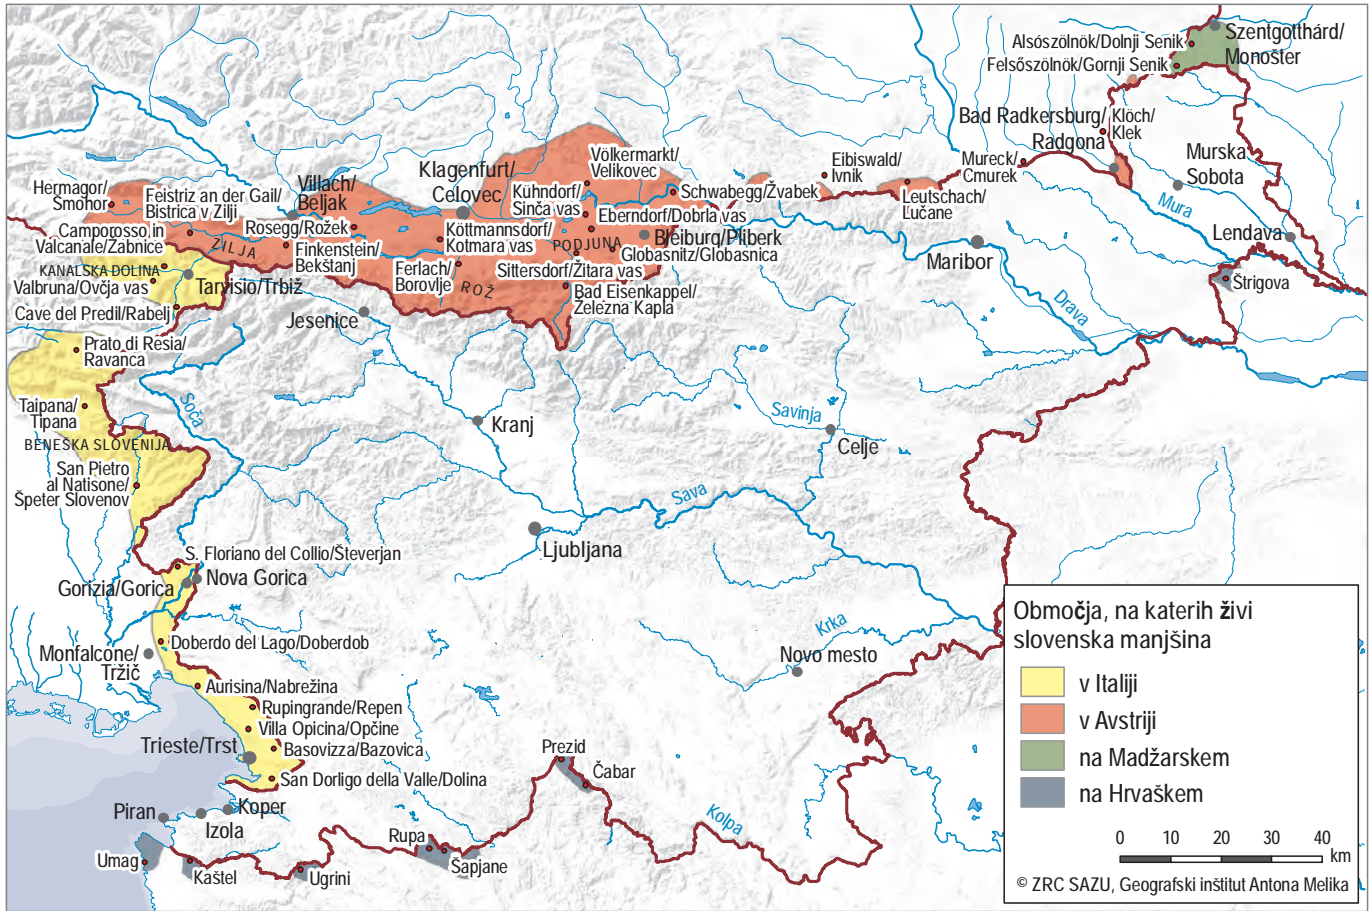 Alsószölnök/Dolnji Senik
Felsőszölnök/Gornji Senik
Szentgotthárd/
Monošter
Bad Radkersburg/
Radgona
Klöch/
Klek
Mureck/
Cmurek
Murska
Sobota
Mura
Lendava
Štrigova
Eibiswald/
Ivnik
Leutschach/
Lučane
Maribor
Drava
Völkermarkt/
Velikovec
Klagenfurt/
Celovec
Kühndorf/
Sinča vas
Schwabegg/Žvabek
Eberndorf/Dobrla vas
Bleiburg/Pliberk
PODJUNA
Globasnitz/Globasnica
Sittersdorf/Žitara vas
Bad Eisenkappel/
Železna Kapla
Köttmannsdorf/
Kotmara vas
Ferlach/
Borovlje
ROŽ
Villach/
Beljak
Hermagor/
Šmohor
Feistriz an der Gail/
Bistrica v Zilji
Rosegg/Rožek
Finkenstein/
Bekštanj
ZILJA
Camporosso in
Valcanale/Žabnice
KANALSKA DOLINA
Valbruna/Ovčja vas
Tarvisio/Trbiž
Cave del Predil/Rabelj
Jesenice
Prato di Resia/
Ravanca
Taipana/
Tipana
Soča
BENEŠKA SLOVENIJA
San Pietro
al Natisone/
Špeter Slovenov
Kranj
Savinja
Celje
Sava
Ljubljana
S. Floriano del Collio/Števerjan
Gorizia/Gorica
Nova Gorica
Doberdo del Lago/Doberdob
Monfalcone/
Tržič
Aurisina/Nabrežina
Rupingrande/Repen
Villa Opicina/Opčine
Trieste/Trst
Basovizza/Bazovica
San Dorligo della Valle/Dolina
Krka
Novo mesto
Prezid
Čabar
Kolpa
Piran
Koper
Izola
Umag
Kaštel
Ugrini
Rupa
Šapjane
Območja, na katerih živi
slovenska manjšina
v Italiji
v Avstriji
na Madžarskem
na Hrvaškem
0 10 20 30 40
km
© ZRC SAZU, Geografski inštitut Antona Melika